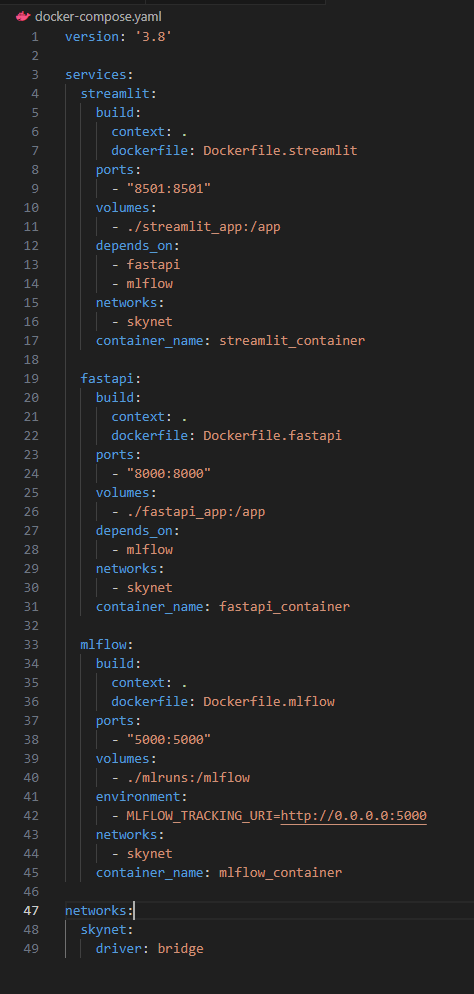 docker-compose.yaml
1 version: '3.8'
2
3 services:
4   streamlit:
5     build:
6       context: .
7       dockerfile: Dockerfile.streamlit
8     ports:
9       - "8501:8501"
10     volumes:
11       - ./streamlit_app:/app
12     depends_on:
13       - fastapi
14       - mlflow
15     networks:
16       - skynet
17     container_name: streamlit_container
18
19   fastapi:
20     build:
21       context: .
22       dockerfile: Dockerfile.fastapi
23     ports:
24       - "8000:8000"
25     volumes:
26       - ./fastapi_app:/app
27     depends_on:
28       - mlflow
29     networks:
30       - skynet
31     container_name: fastapi_container
32
33   mlflow:
34     build:
35       context: .
36       dockerfile: Dockerfile.mlflow
37     ports:
38       - "5000:5000"
39     volumes:
40       - ./mlruns:/mlflow
41     environment:
42       - MLFLOW_TRACKING_URI=http://0.0.0.0:5000
43     networks:
44       - skynet
45     container_name: mlflow_container
46
47 networks:
48   skynet:
49     driver: bridge